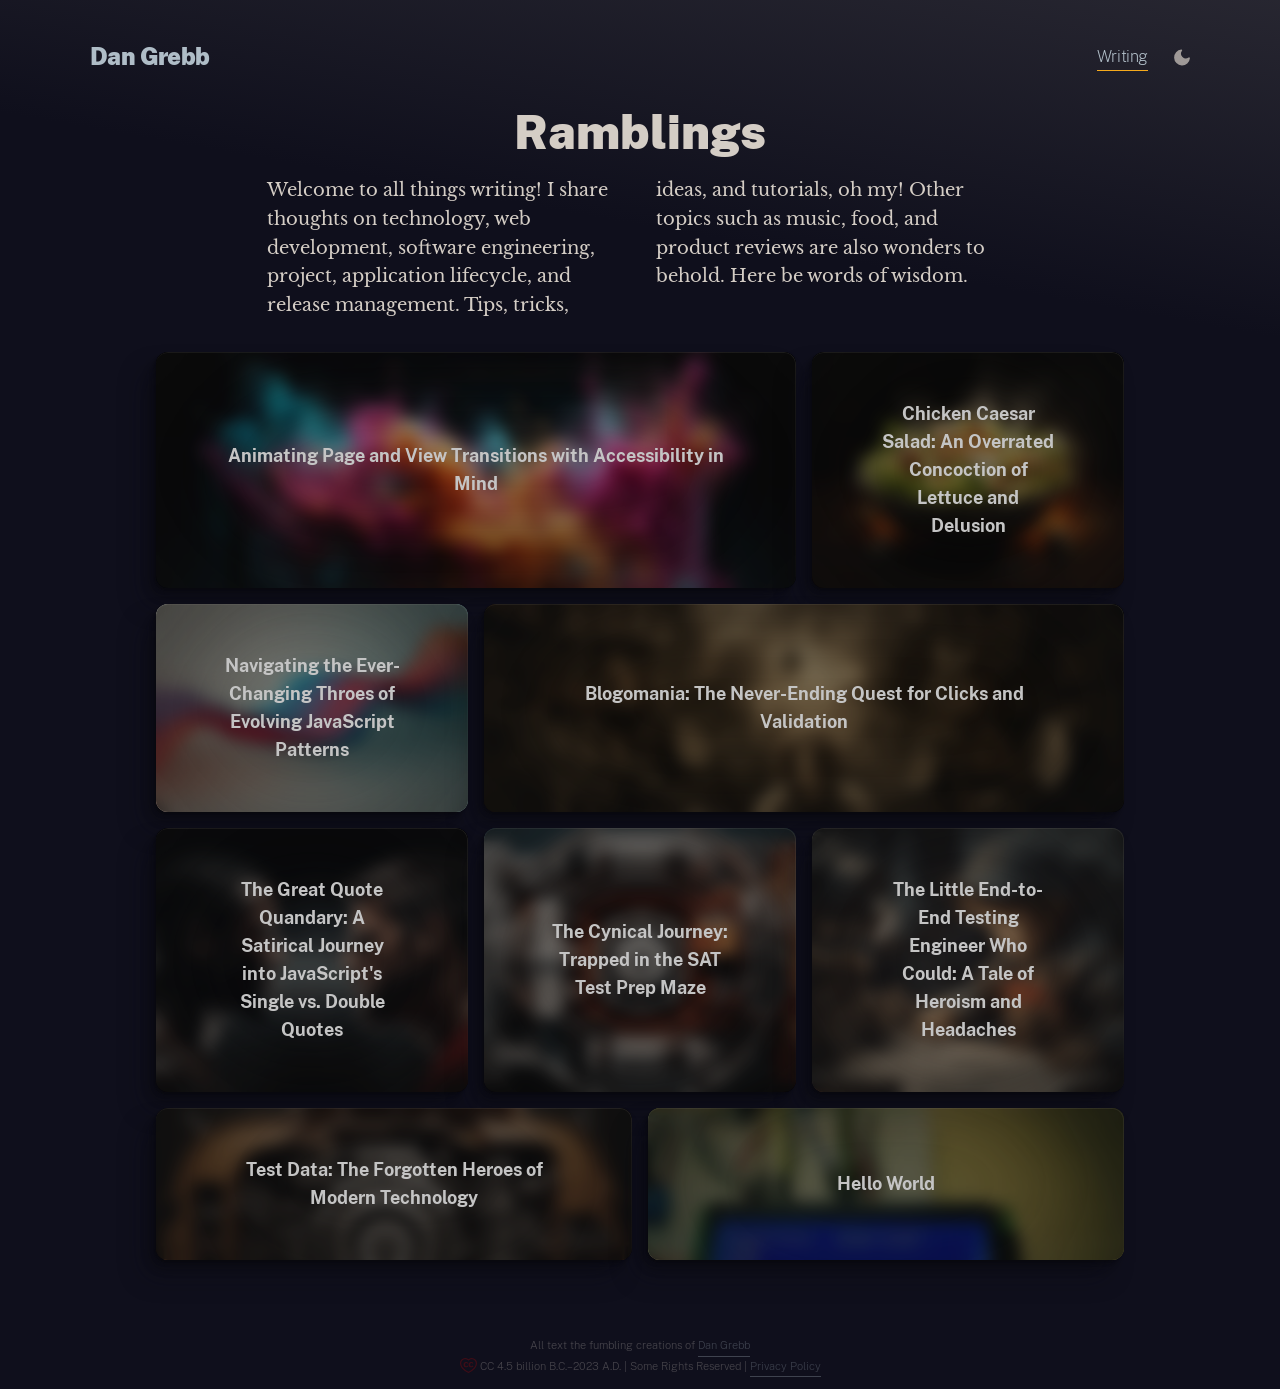 Dan Grebb
Writing
Ramblings
Welcome to all things writing! I share
thoughts on technology, web
development, software engineering,
project, application lifecycle, and
release management. Tips, tricks,
ideas, and tutorials, oh my! Other
topics such as music, food, and
product reviews are also wonders to
behold. Here be words of wisdom.
Animating Page and View Transitions with Accessibility in
Mind
Chicken Caesar
Salad: An Overrated
Concoction of
Lettuce and
Delusion
Navigating the Ever-
Changing Throes of
Evolving JavaScript
Patterns
Blogomania: The Never-Ending Quest for Clicks and
Validation
The Great Quote
Quandary: A
Satirical Journey
into JavaScript's
Single vs. Double
Quotes
The Cynical Journey:
Trapped in the SAT
Test Prep Maze
The Little End-to-
End Testing
Engineer Who
Could: A Tale of
Heroism and
Headaches
Test Data: The Forgotten Heroes of
Modern Technology
Hello World
All text the fumbling creations of Dan Grebb
CC 4.5 billion B.C.–2023 A.D. | Some Rights Reserved | Privacy Policy